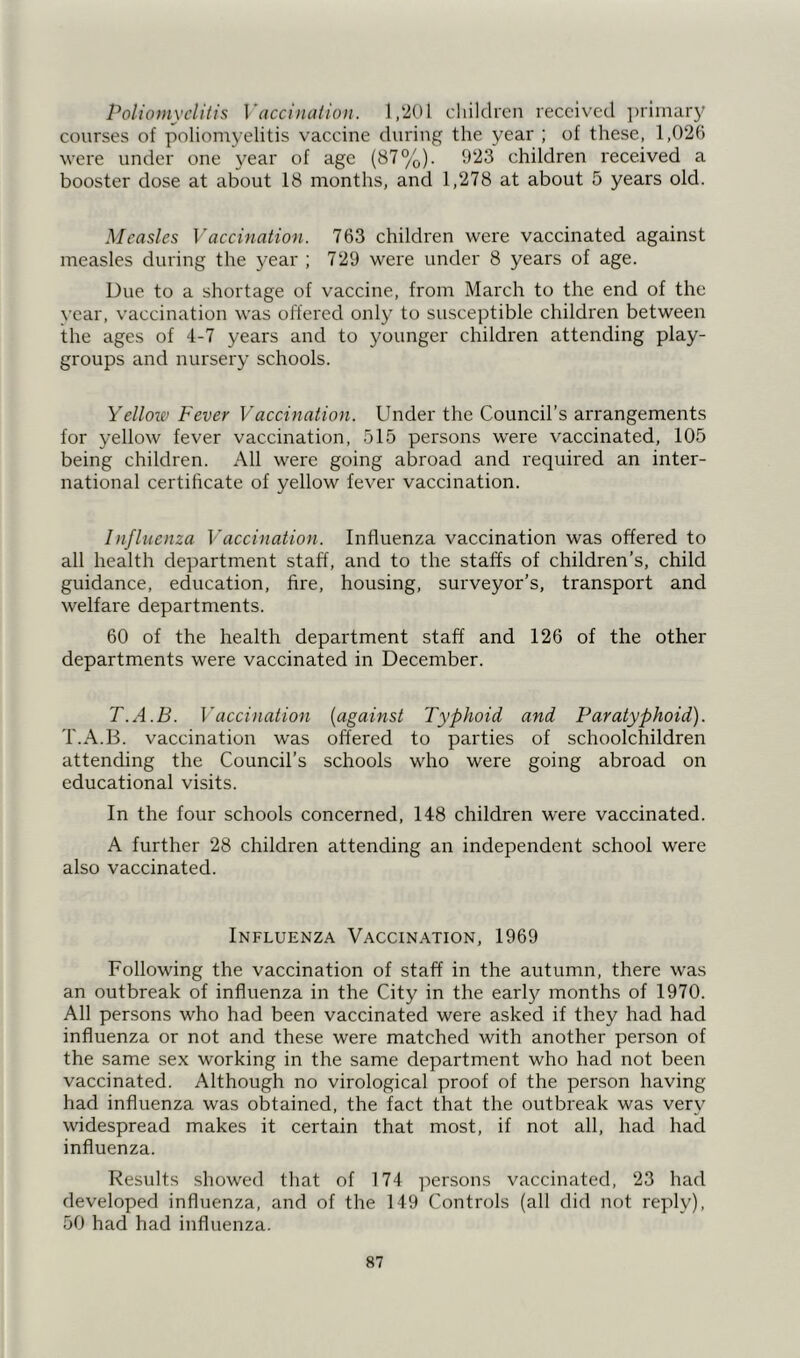 Poliomyelitis Vaccination. 1,201 children received primary
courses of poliomyelitis vaccine during the year ; of these, 1,026
were under one year of age (87%). 923 children received a
booster dose at about 18 months, and 1,278 at about 5 years old.
Measles Vaccination. 763 children were vaccinated against
measles during the year ; 729 were under 8 years of age.
Due to a shortage of vaccine, from March to the end of the
year, vaccination was offered only to susceptible children between
the ages of 4-7 years and to younger children attending play-
groups and nursery schools.
Yellow Fever Vaccination. Under the Council's arrangements
for yellow fever vaccination, 515 persons were vaccinated, 105
being children. All were going abroad and required an inter-
national certificate of yellow fever vaccination.
Influenza Vaccination. Influenza vaccination was offered to
all health department staff, and to the staffs of children's, child
guidance, education, fire, housing, surveyor's, transport and
welfare departments.
60 of the health department staff and 126 of the other
departments were vaccinated in December.
T.A.B. Vaccination (against Typhoid and Paratyphoid).
T.A.B. vaccination was offered to parties of schoolchildren
attending the Council's schools who were going abroad on
educational visits.
In the four schools concerned, 148 children were vaccinated.
A further 28 children attending an independent school were
also vaccinated.
Influenza Vaccination, 1969
Following the vaccination of staff in the autumn, there was
an outbreak of influenza in the City in the early months of 1970.
All persons who had been vaccinated were asked if they had had
influenza or not and these were matched with another person of
the same sex working in the same department who had not been
vaccinated. Although no virological proof of the person having
had influenza was obtained, the fact that the outbreak was very
widespread makes it certain that most, if not all, had had
influenza.
Results showed that of 174 persons vaccinated, 23 had
developed influenza, and of the 149 Controls (all did not reply),
50 had had influenza.
87